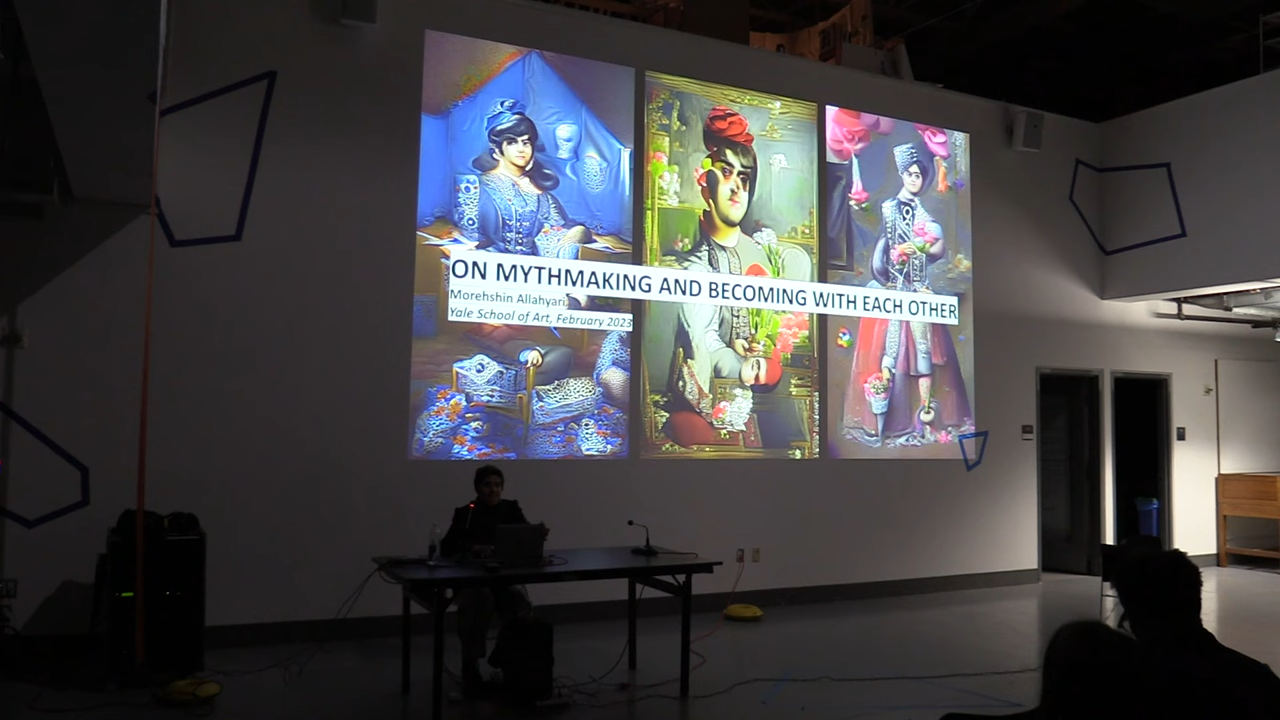 ON MYTHMAKING AND BECOMING WITH EACH OTHER
Morehshin Allahyari,
Yale School of Art, February 2023